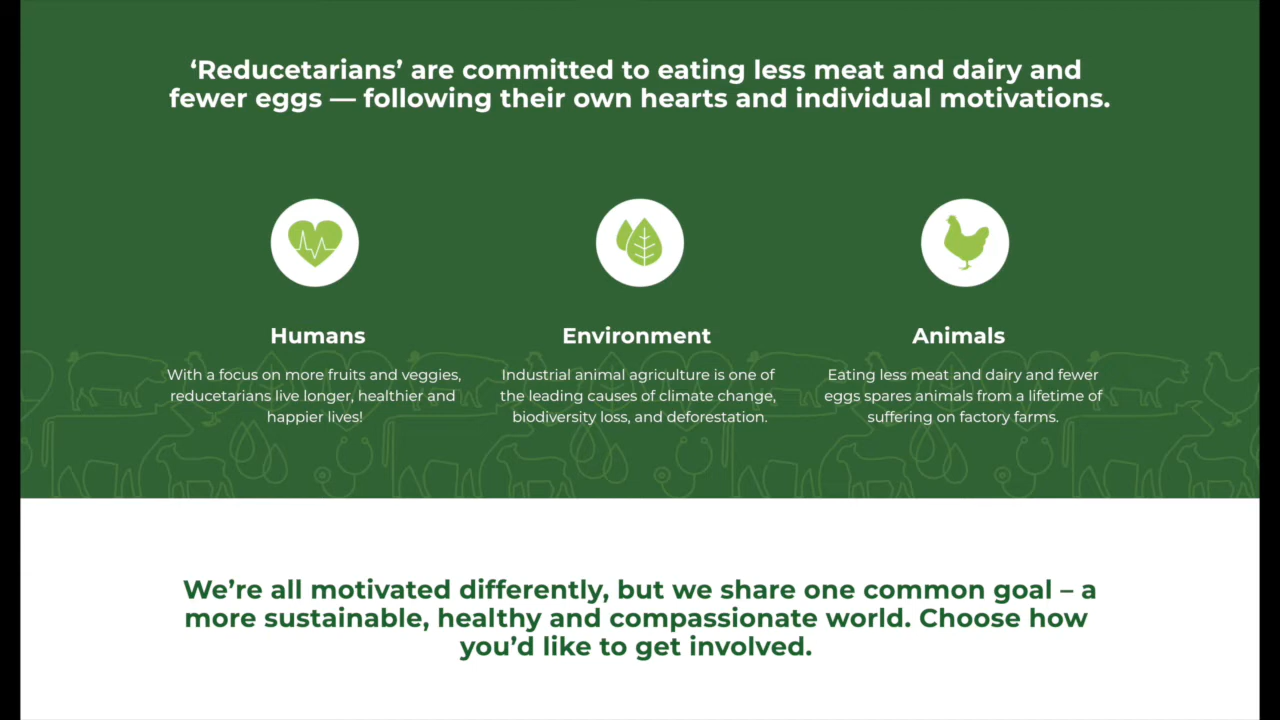 ‘Reducetarians’ are committed to eating less meat and dairy and
fewer eggs — following their own hearts and individual motivations.
Humans
With a focus on more fruits and veggies,
reducetarians live longer, healthier and
happier lives!
Environment
Industrial animal agriculture is one of
the leading causes of climate change,
biodiversity loss, and deforestation.
Animals
Eating less meat and dairy and fewer
eggs spares animals from a lifetime of
suffering on factory farms.
We’re all motivated differently, but we share one common goal – a
more sustainable, healthy and compassionate world. Choose how
you’d like to get involved.